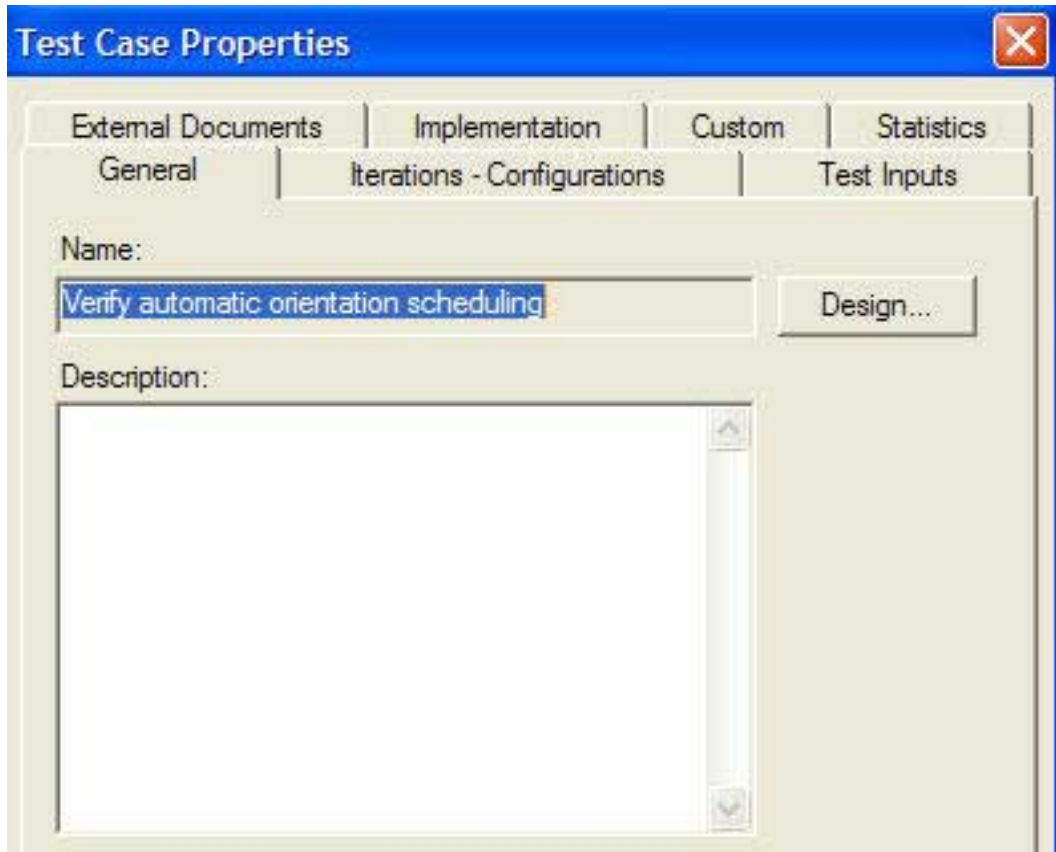 Test Case Properties
External Documents Implementation Custom Statistics
General Iterations - Configurations Test Inputs
Name:
Verify automatic orientation scheduling Design...
Description: